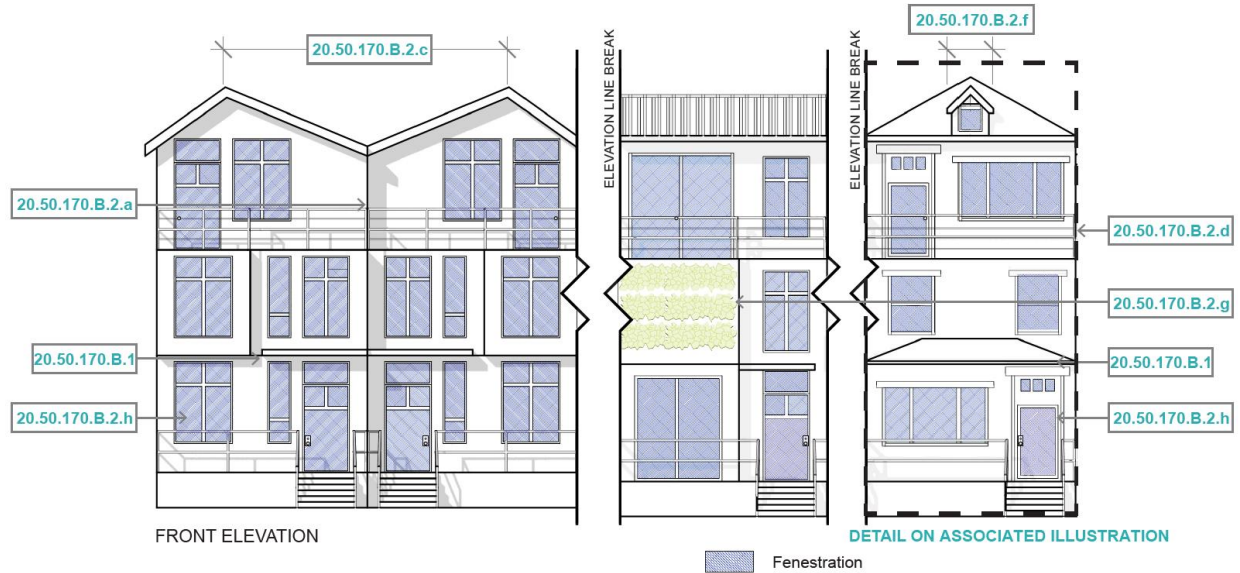 20.50.170.B.2.f
20.50.170.B.2.c
ELEVATION LINE BREAK
ELEVATION LINE BREAK
20.50.170.B.2.a
20.50.170.B.2.d
20.50.170.B.2.g
20.50.170.B.1
20.50.170.B.1
20.50.170.B.2.h
20.50.170.B.2.h
FRONT ELEVATION
DETAIL ON ASSOCIATED ILLUSTRATION
Fenestration